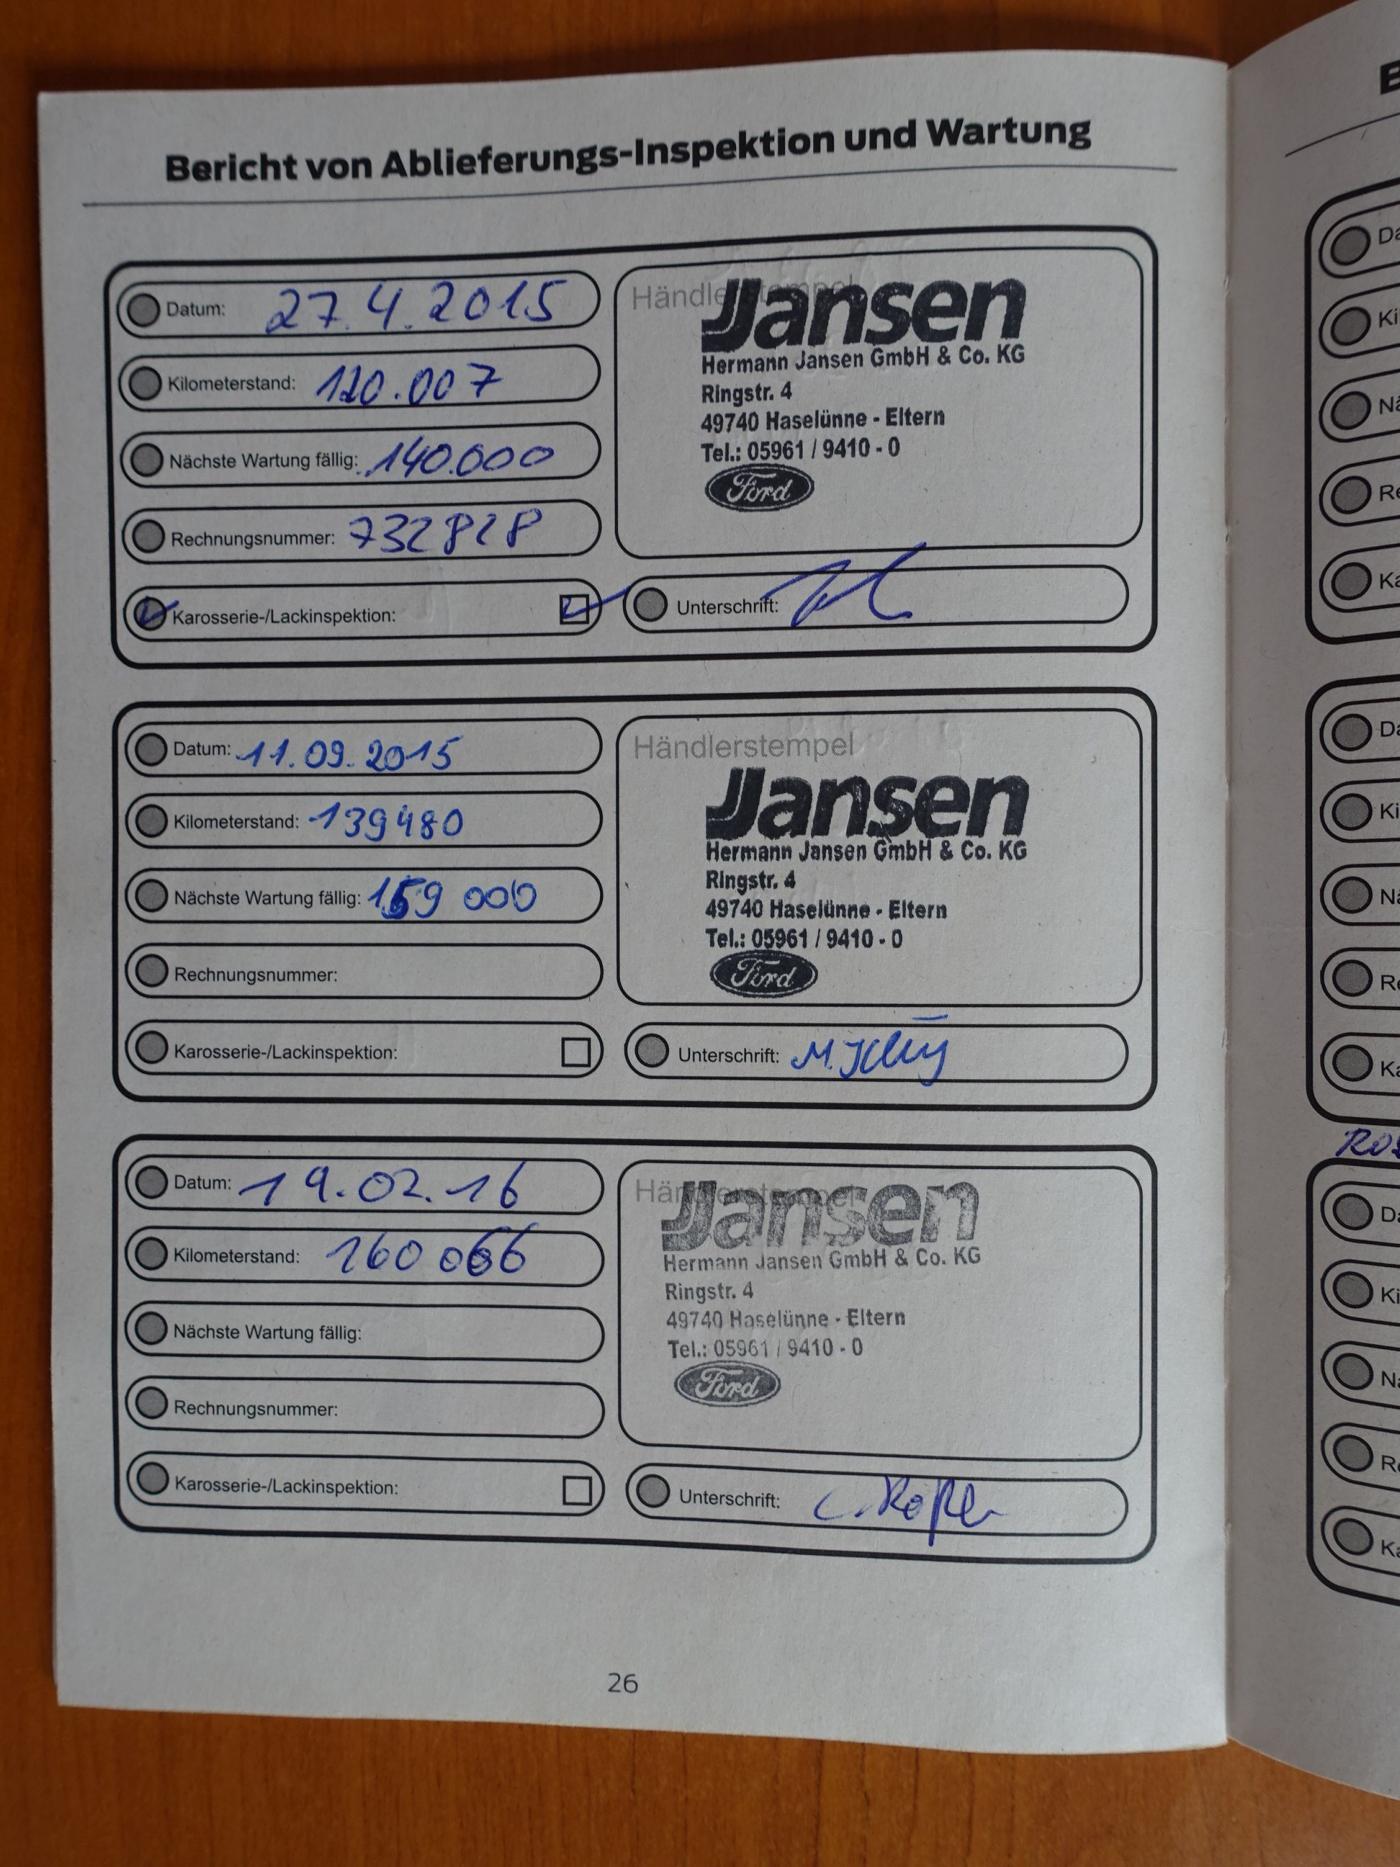 Bericht von Ablieferungs-Inspektion und Wartung
Datum: 27.4.2015
Kilometerstand: 120.007
Nächste Wartung fällig: 140.000
Rechnungsnummer: 732828
Karosserie-/Lackinspektion:
Händlerstempel
Jansen
Hermann Jansen GmbH & Co. KG
Ringstr. 4
49740 Haselünne - Eltern
Tel.: 05961 / 9410 - 0
Ford
Unterschrift:
Datum: 11.09.2015
Kilometerstand: 139480
Nächste Wartung fällig: 159 000
Rechnungsnummer:
Karosserie-/Lackinspektion:
Händlerstempel
Jansen
Hermann Jansen GmbH & Co. KG
Ringstr. 4
49740 Haselünne - Eltern
Tel.: 05961 / 9410 - 0
Ford
Unterschrift:
Datum: 19.02.16
Kilometerstand: 160 066
Nächste Wartung fällig:
Rechnungsnummer:
Karosserie-/Lackinspektion:
Händlerstempel
Jansen
Hermann Jansen GmbH & Co. KG
Ringstr. 4
49740 Haselünne - Eltern
Tel.: 05961 / 9410 - 0
Ford
Unterschrift:
26